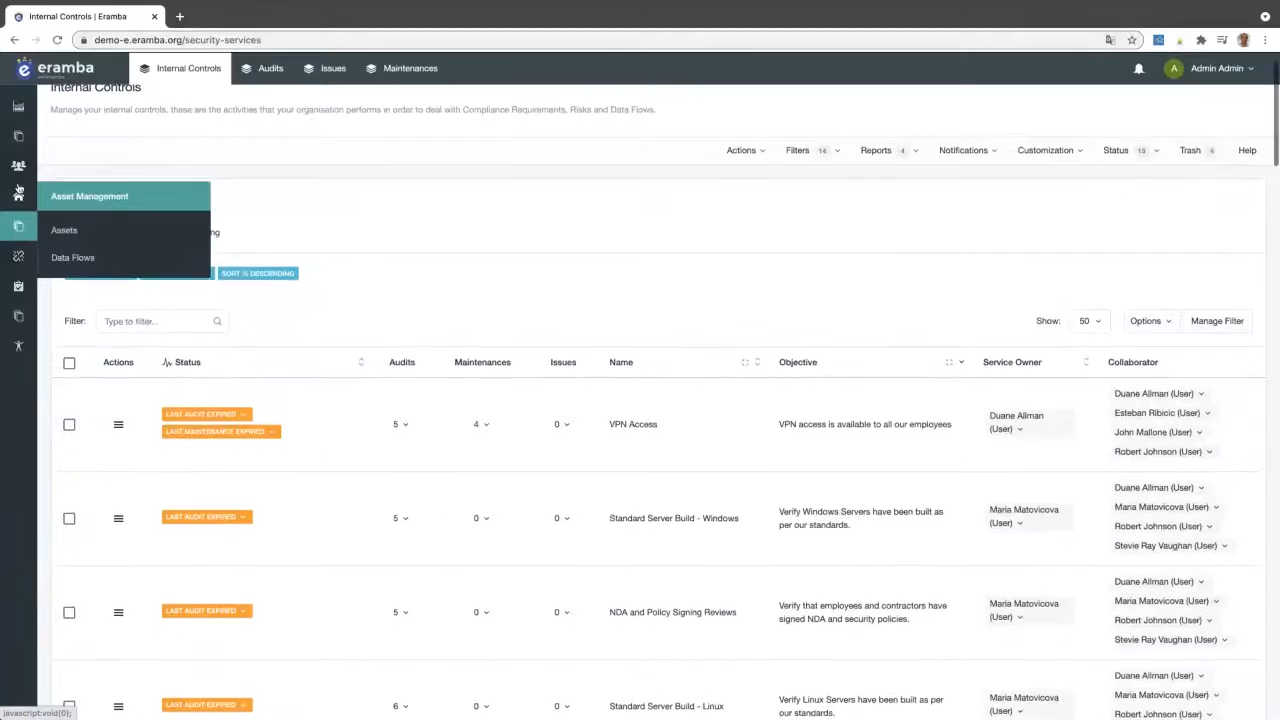 Internal Controls | Eramba
demo-e.eramba.org/security-services
eramba
Internal Controls
Audits
Issues
Maintenances
A
Admin Admin
Internal Controls
Manage your internal controls, these are the activities that your organisation performs in order to deal with Compliance Requirements, Risks and Data Flows.
Actions
Filters 14
Reports 4
Notifications
Customization
Status 13
Trash 4
Help
Asset Management
Assets
Data Flows
ng
SORT IS DESCENDING
Filter:
Type to filter...
Show:
50
Options
Manage Filter
Actions
Status
Audits
Maintenances
Issues
Name
Objective
Service Owner
Collaborator
LAST AUDIT EXPIRED
LAST MAINTENANCE EXPIRED
5
4
0
VPN Access
VPN access is available to all our employees
Duane Allman
(User)
Duane Allman (User)
Esteban Ribicic (User)
John Mallone (User)
Robert Johnson (User)
LAST AUDIT EXPIRED
5
0
0
Standard Server Build - Windows
Verify Windows Servers have been built as
per our standards.
Maria Matovicova
(User)
Duane Allman (User)
Maria Matovicova (User)
Robert Johnson (User)
Stevie Ray Vaughan (User)
LAST AUDIT EXPIRED
5
0
0
NDA and Policy Signing Reviews
Verify that employees and contractors have
signed NDA and security policies.
Maria Matovicova
(User)
Duane Allman (User)
Maria Matovicova (User)
Robert Johnson (User)
Stevie Ray Vaughan (User)
LAST AUDIT EXPIRED
6
0
0
Standard Server Build - Linux
Verify Linux Servers have been built as per
our standards.
Maria Matovicova
(User)
Duane Allman (User)
Maria Matovicova (User)
Robert Johnson (User)
javascript:void(0);